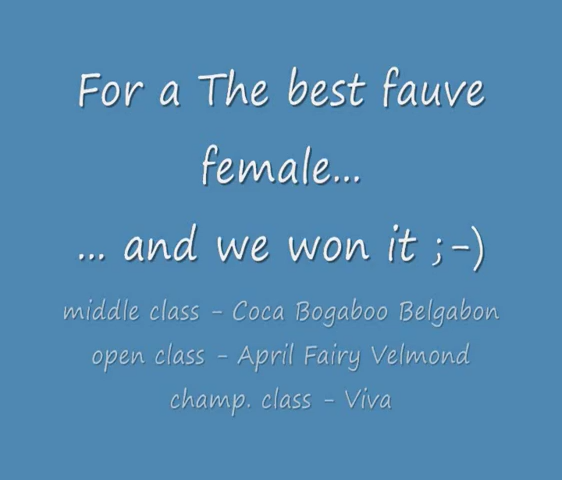 For a The best fauve
female...
... and we won it ;-)
middle class - Coca Bogaboo Belgabon
open class - April Fairy Velmond
champ. class - Viva